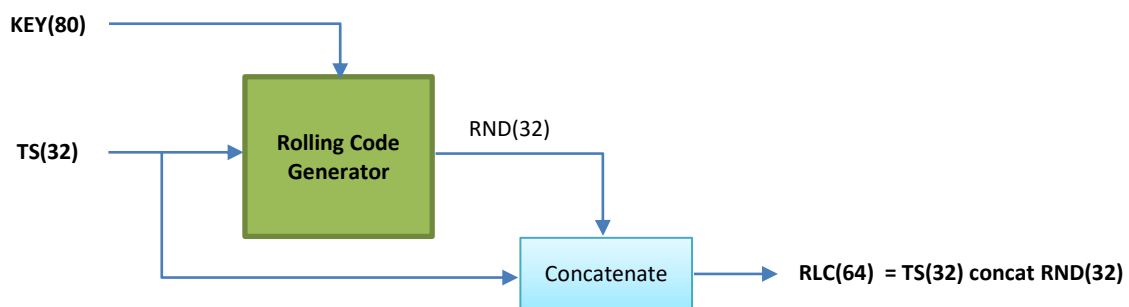 KEY(80)
TS(32)
Rolling Code
Generator
RND(32)
Concatenate
RLC(64)  = TS(32) concat RND(32)